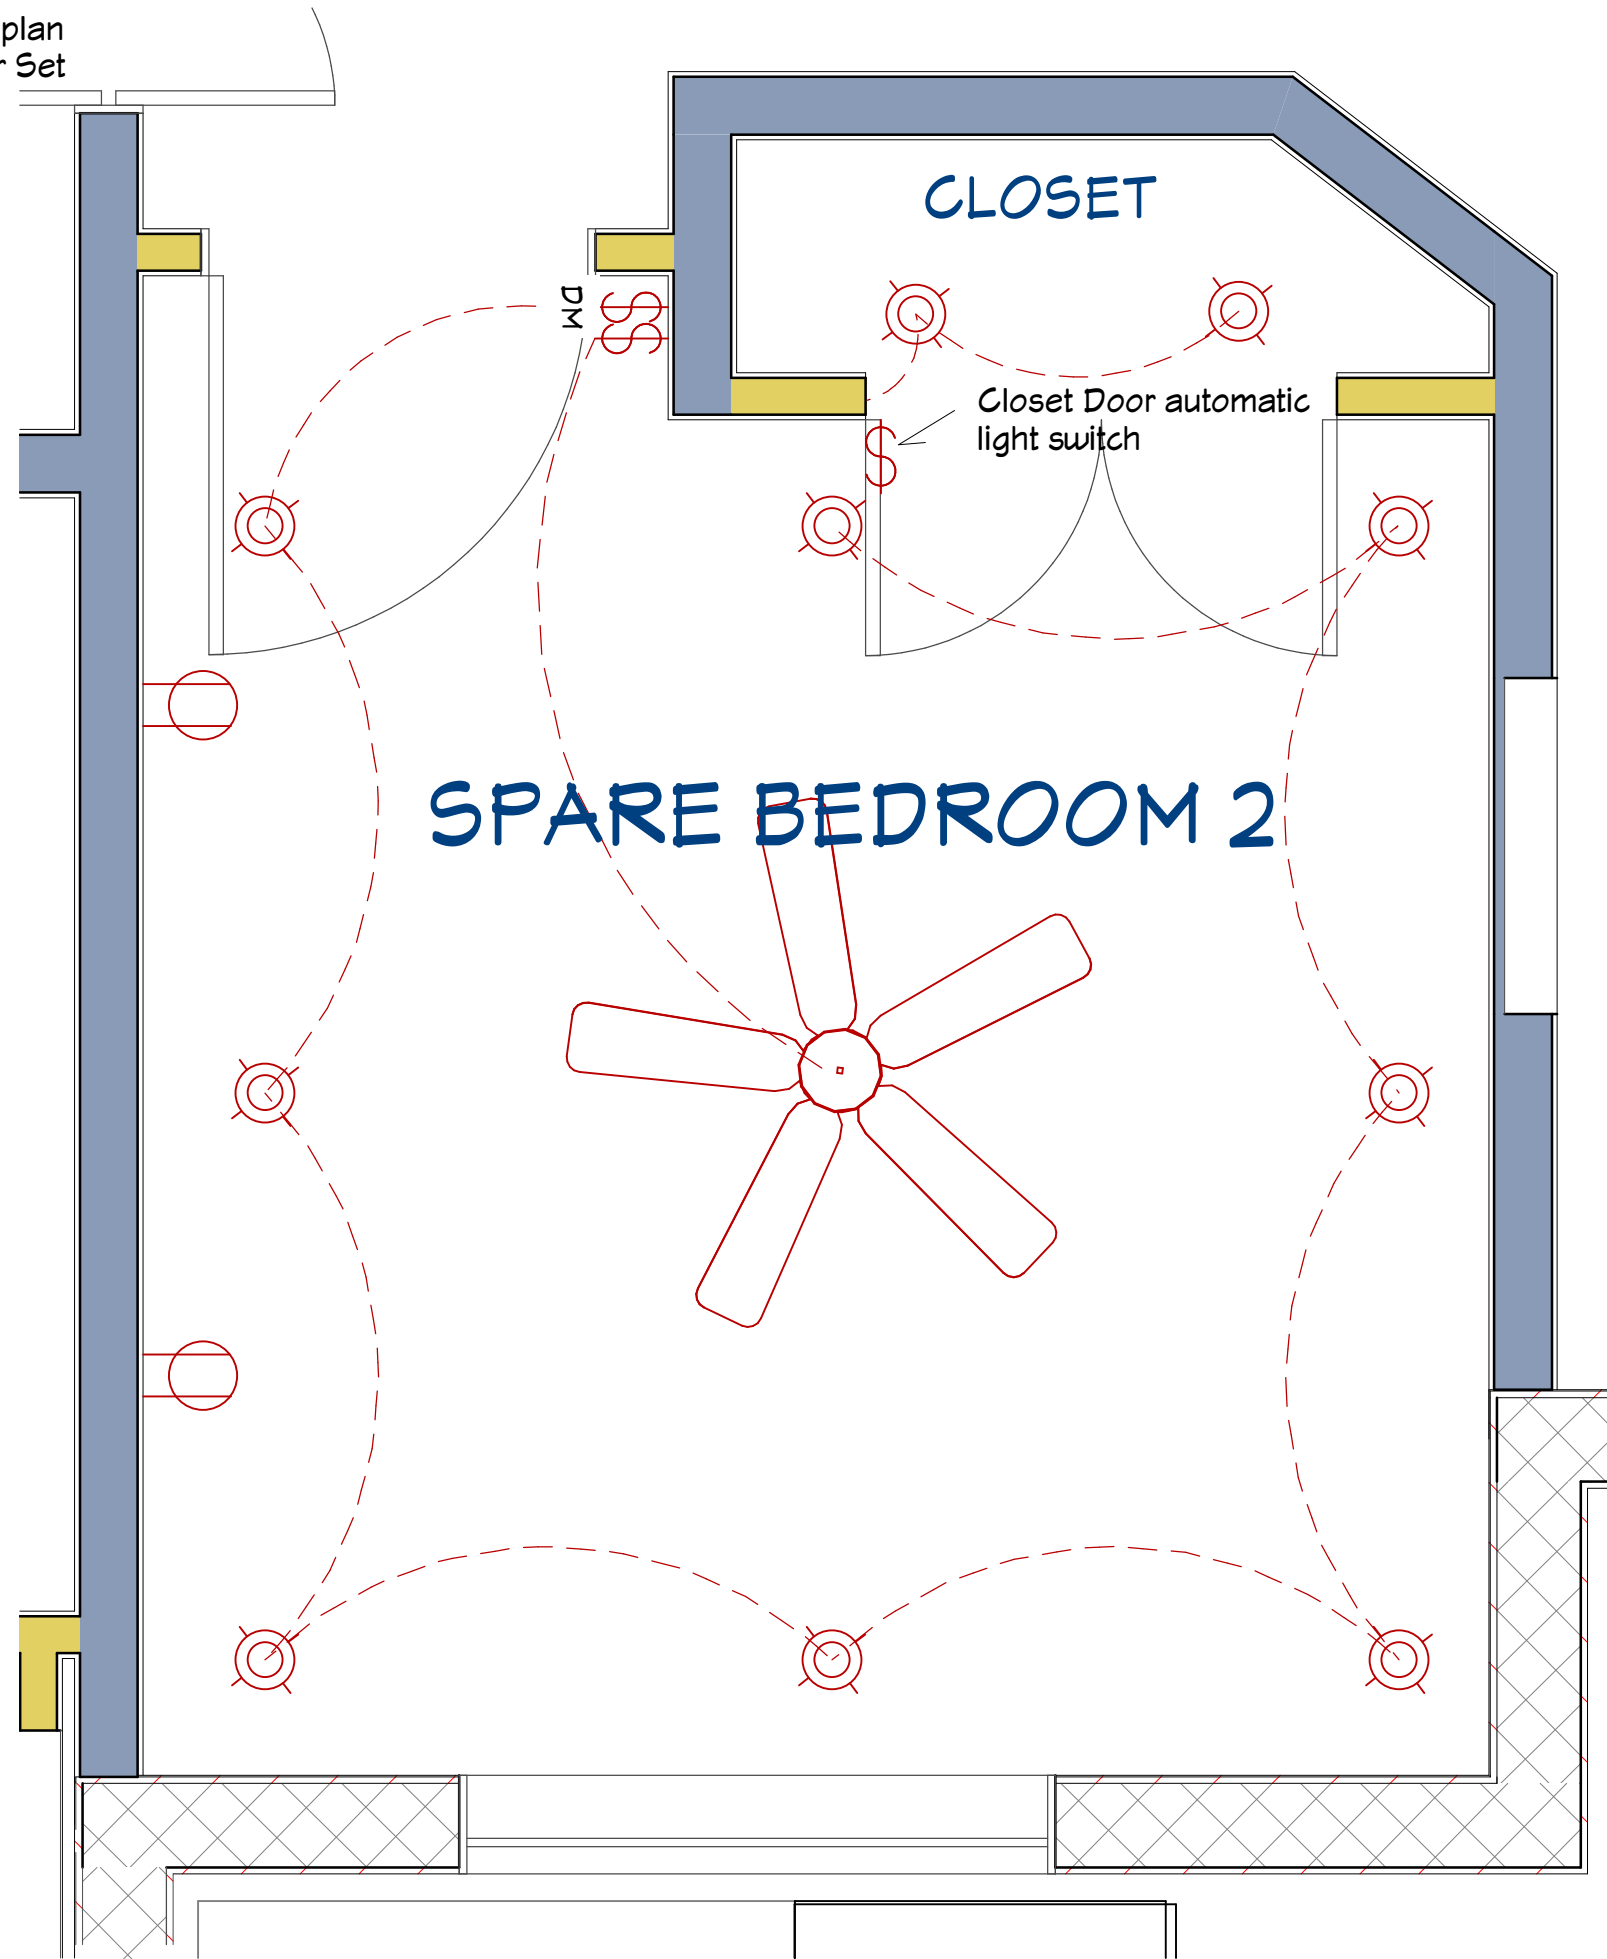 plan
r Set
CLOSET
DM
$$
Closet Door automatic
light switch
$
SPARE BEDROOM 2